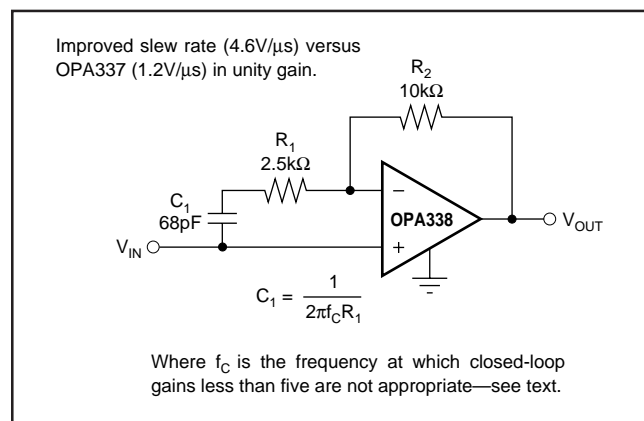 Improved slew rate (4.6V/µs) versus
OPA337 (1.2V/µs) in unity gain.
R2
10kΩ
R1
2.5kΩ
C1
68pF
–
OPA338
+
VIN
VOUT
C1 = 1 / 2πfCR1
Where fC is the frequency at which closed-loop
gains less than five are not appropriate—see text.